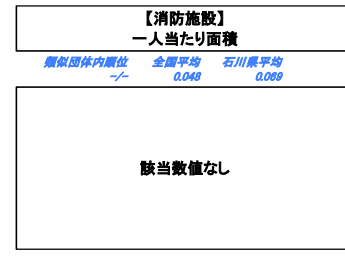 【消防施設】
一人当たり面積
類似団体内順位 全国平均 石川県平均
-/- 0.048 0.069
該当数値なし